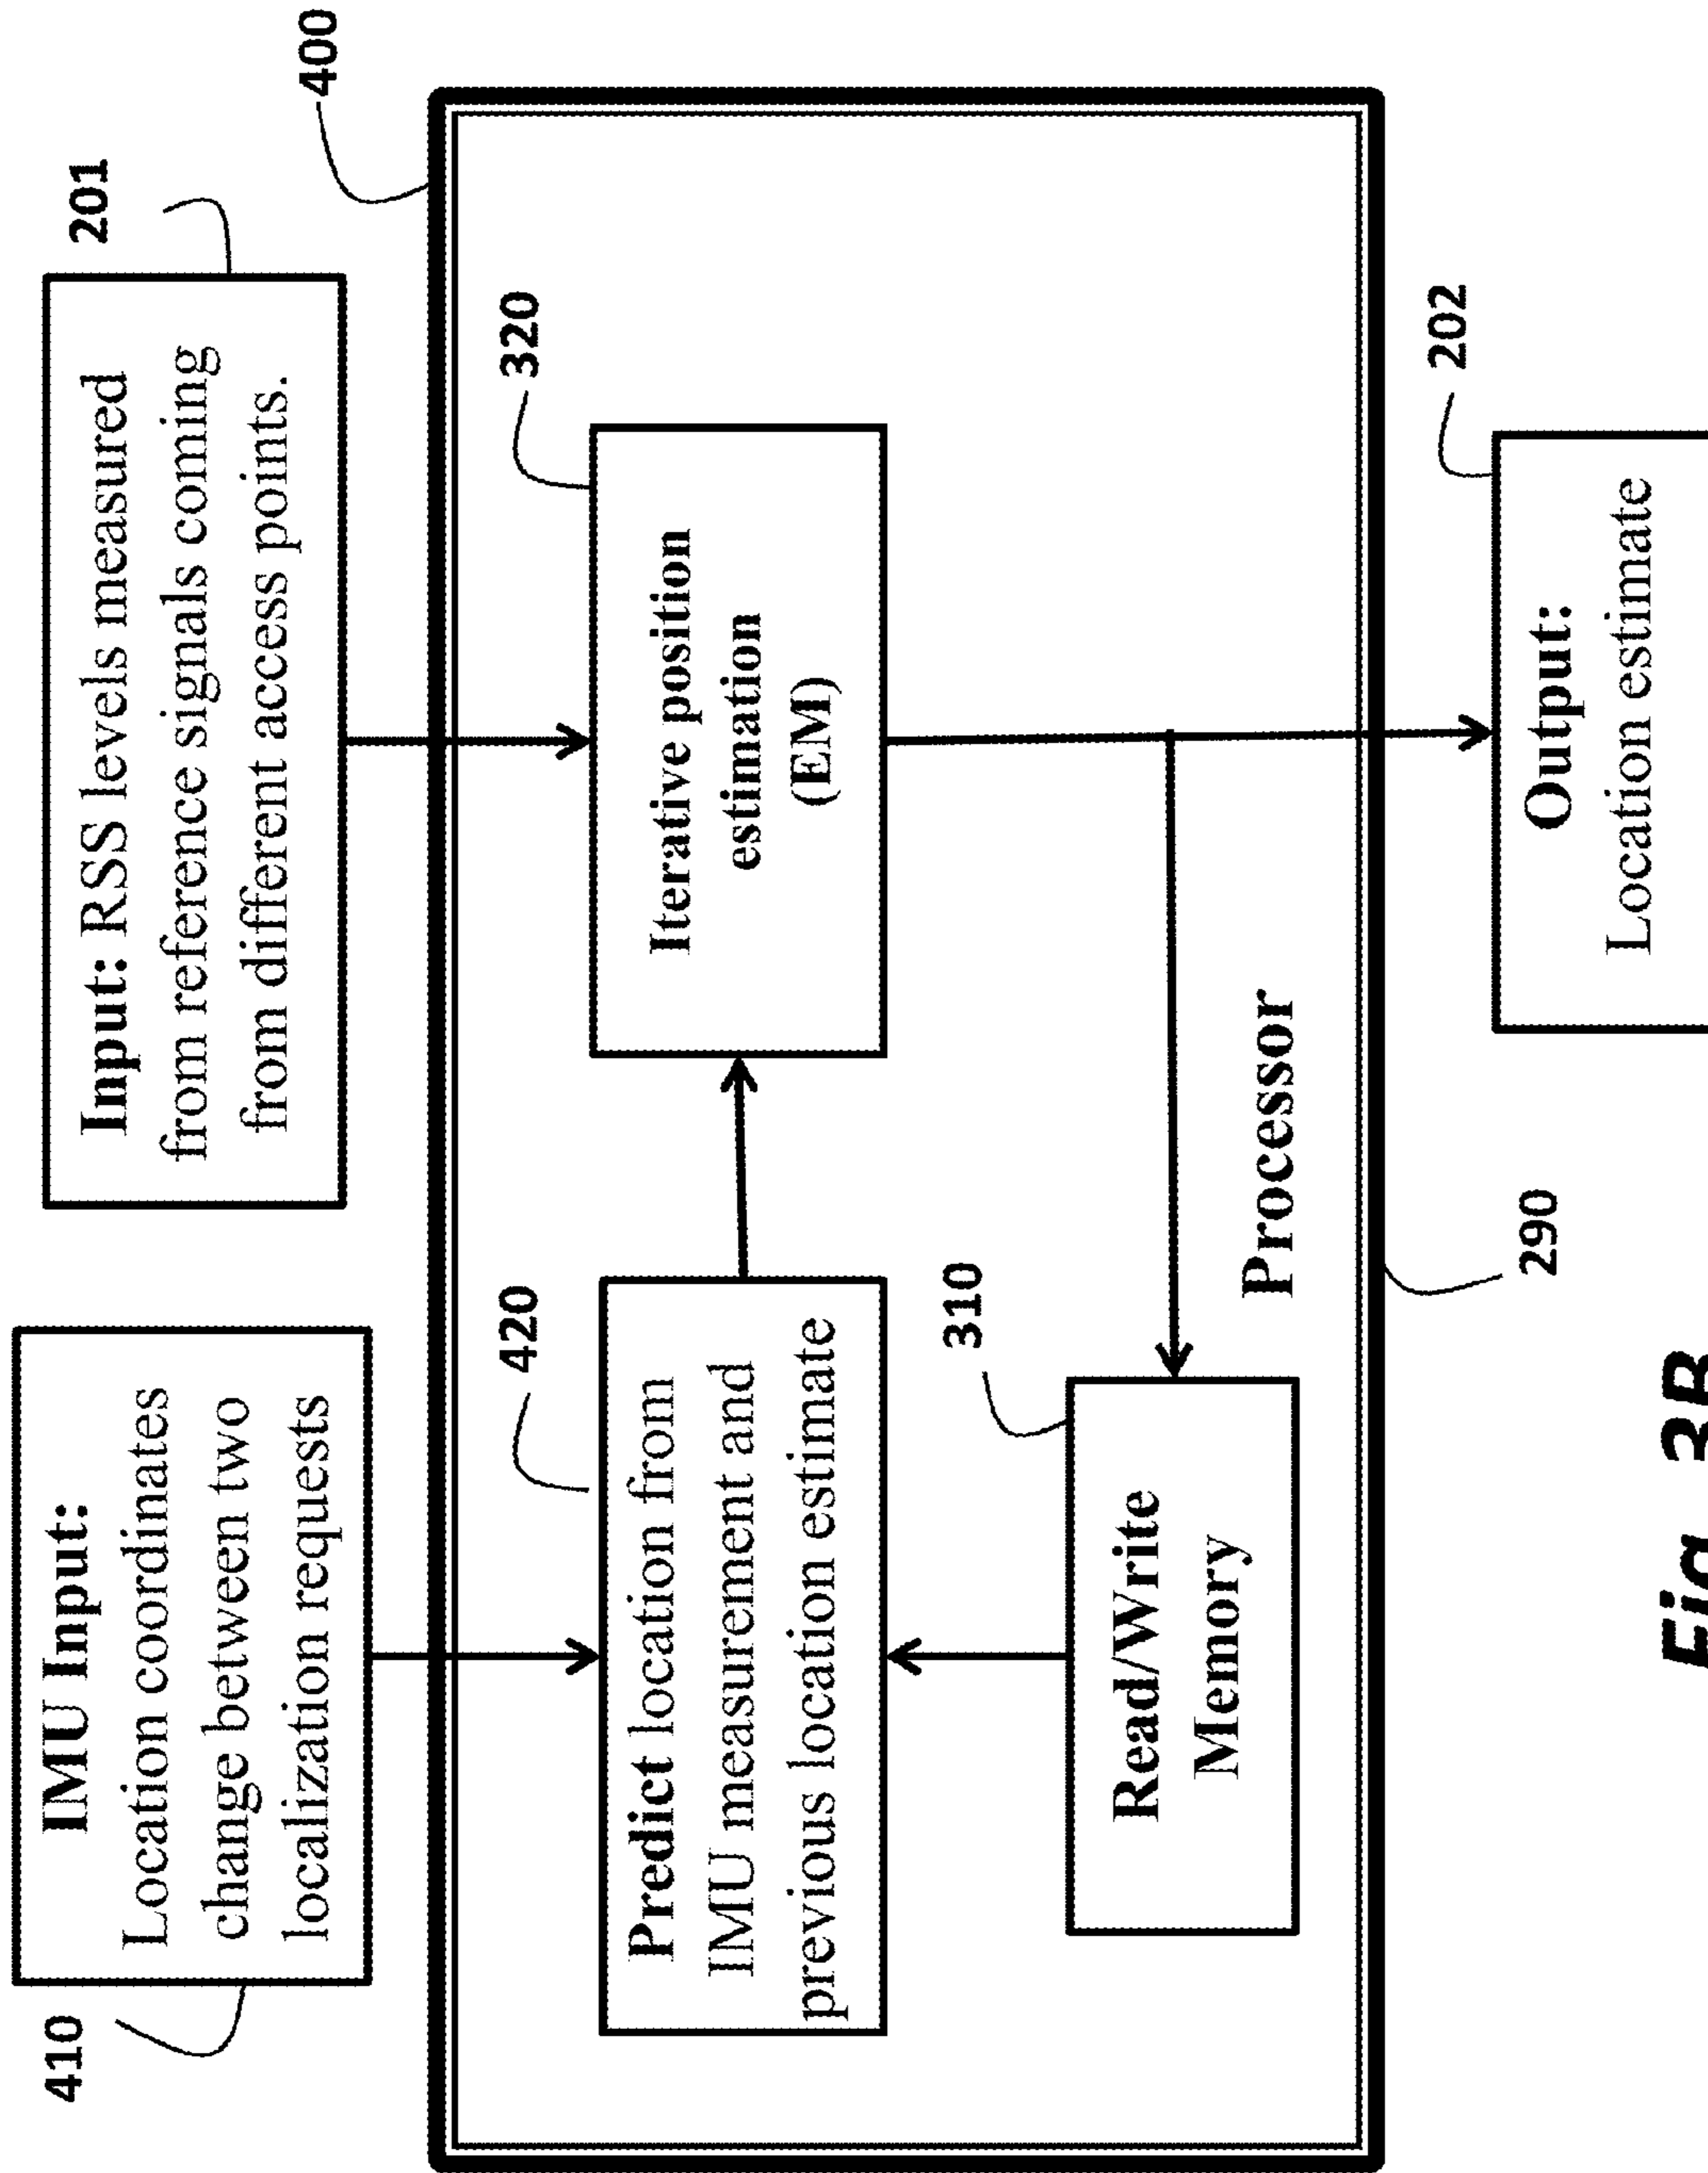 410
IMU Input:
Location coordinates
change between two
localization requests
201
Input: RSS levels measured
from reference signals coming
from different access points.
400
420
Predict location from
IMU measurement and
previous location estimate
320
Iterative position
estimation
(EM)
310
Read/Write
Memory
Processor
290
202
Output:
Location estimate
Fig. 3B